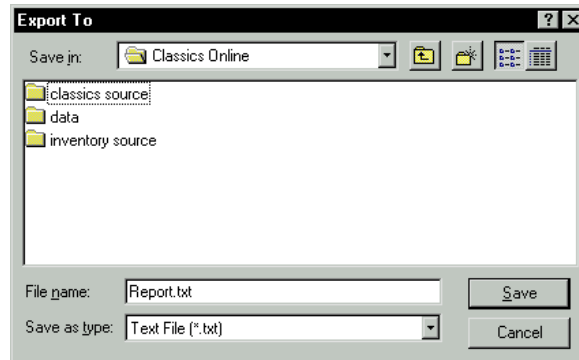 Export To
Save in: Classics Online
classics source
data
inventory source
File name: Report.txt Save
Save as type: Text File (*.txt) Cancel